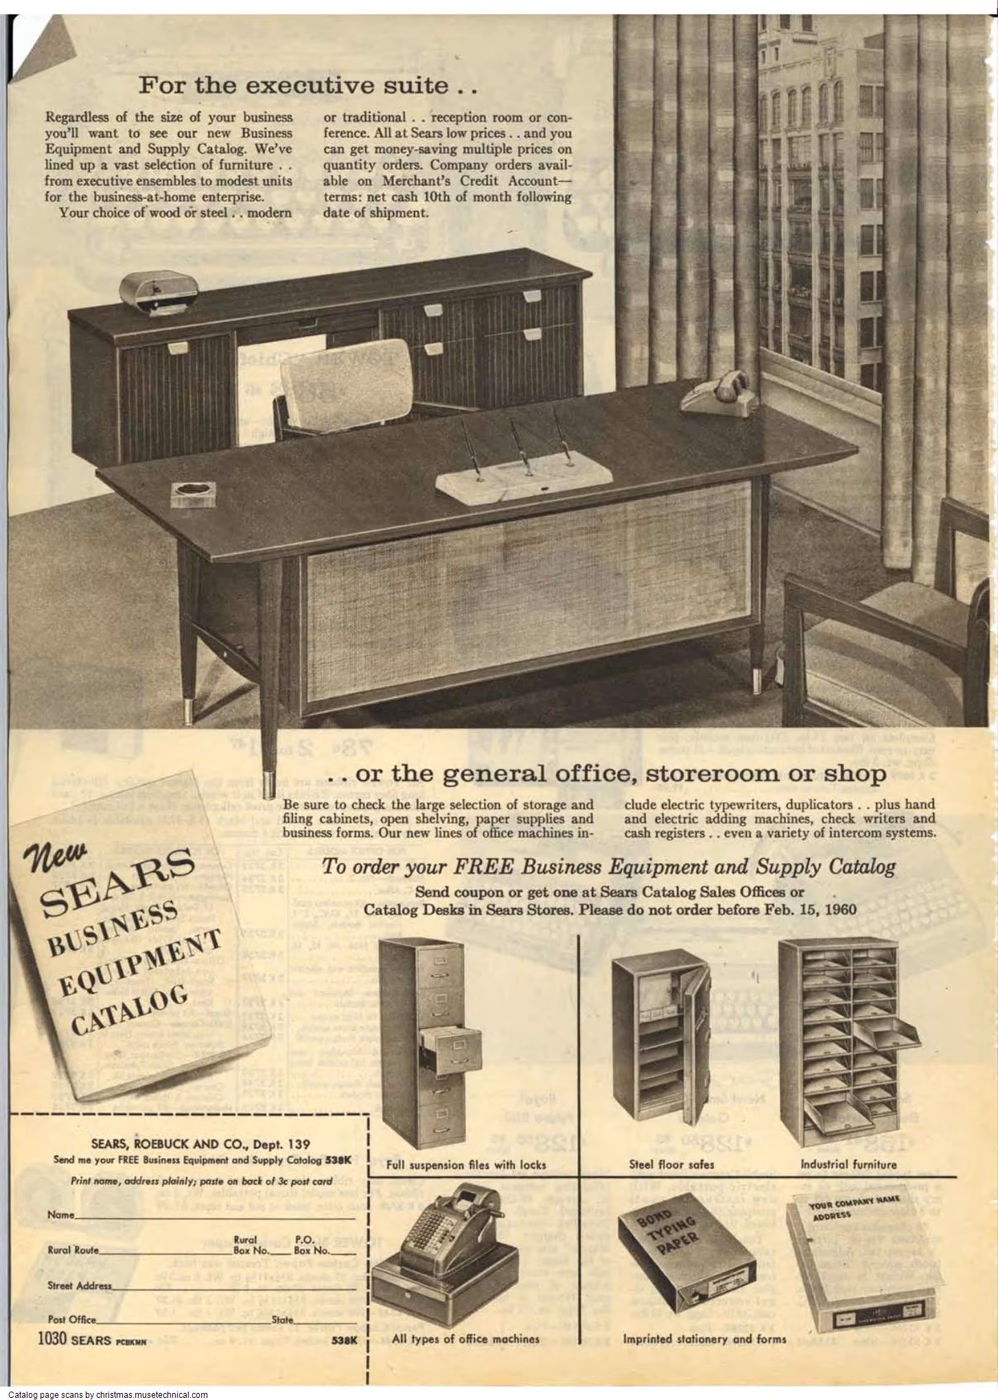 For the executive suite . .
Regardless of the size of your business
you'll want to see our new Business
Equipment and Supply Catalog. We've
lined up a vast selection of furniture . .
from executive ensembles to modest units
for the business-at-home enterprise.
Your choice of wood or steel . . modern
or traditional . . reception room or con-
ference. All at Sears low prices . . and you
can get money-saving multiple prices on
quantity orders. Company orders avail-
able on Merchant's Credit Account—
terms: net cash 10th of month following
date of shipment.
. . or the general office, storeroom or shop
Be sure to check the large selection of storage and
filing cabinets, open shelving, paper supplies and
business forms. Our new lines of office machines in-
clude electric typewriters, duplicators . . plus hand
and electric adding machines, check writers and
cash registers . . even a variety of intercom systems.
New
SEARS
BUSINESS
EQUIPMENT
CATALOG
To order your FREE Business Equipment and Supply Catalog
Send coupon or get one at Sears Catalog Sales Offices or
Catalog Desks in Sears Stores. Please do not order before Feb. 15, 1960
Full suspension files with locks
Steel floor safes
Industrial furniture
BOND
TYPING
PAPER
YOUR COMPANY NAME
ADDRESS
All types of office machines
Imprinted stationery and forms
SEARS, ROEBUCK AND CO., Dept. 139
Send me your FREE Business Equipment and Supply Catalog 538K
Print name, address plainly; paste on back of 3c post card
Name
Rural Route Rural Box No. P.O. Box No.
Street Address
Post Office State
1030 SEARS PCBKMN 538K
Catalog page scans by christmas.musetechnical.com